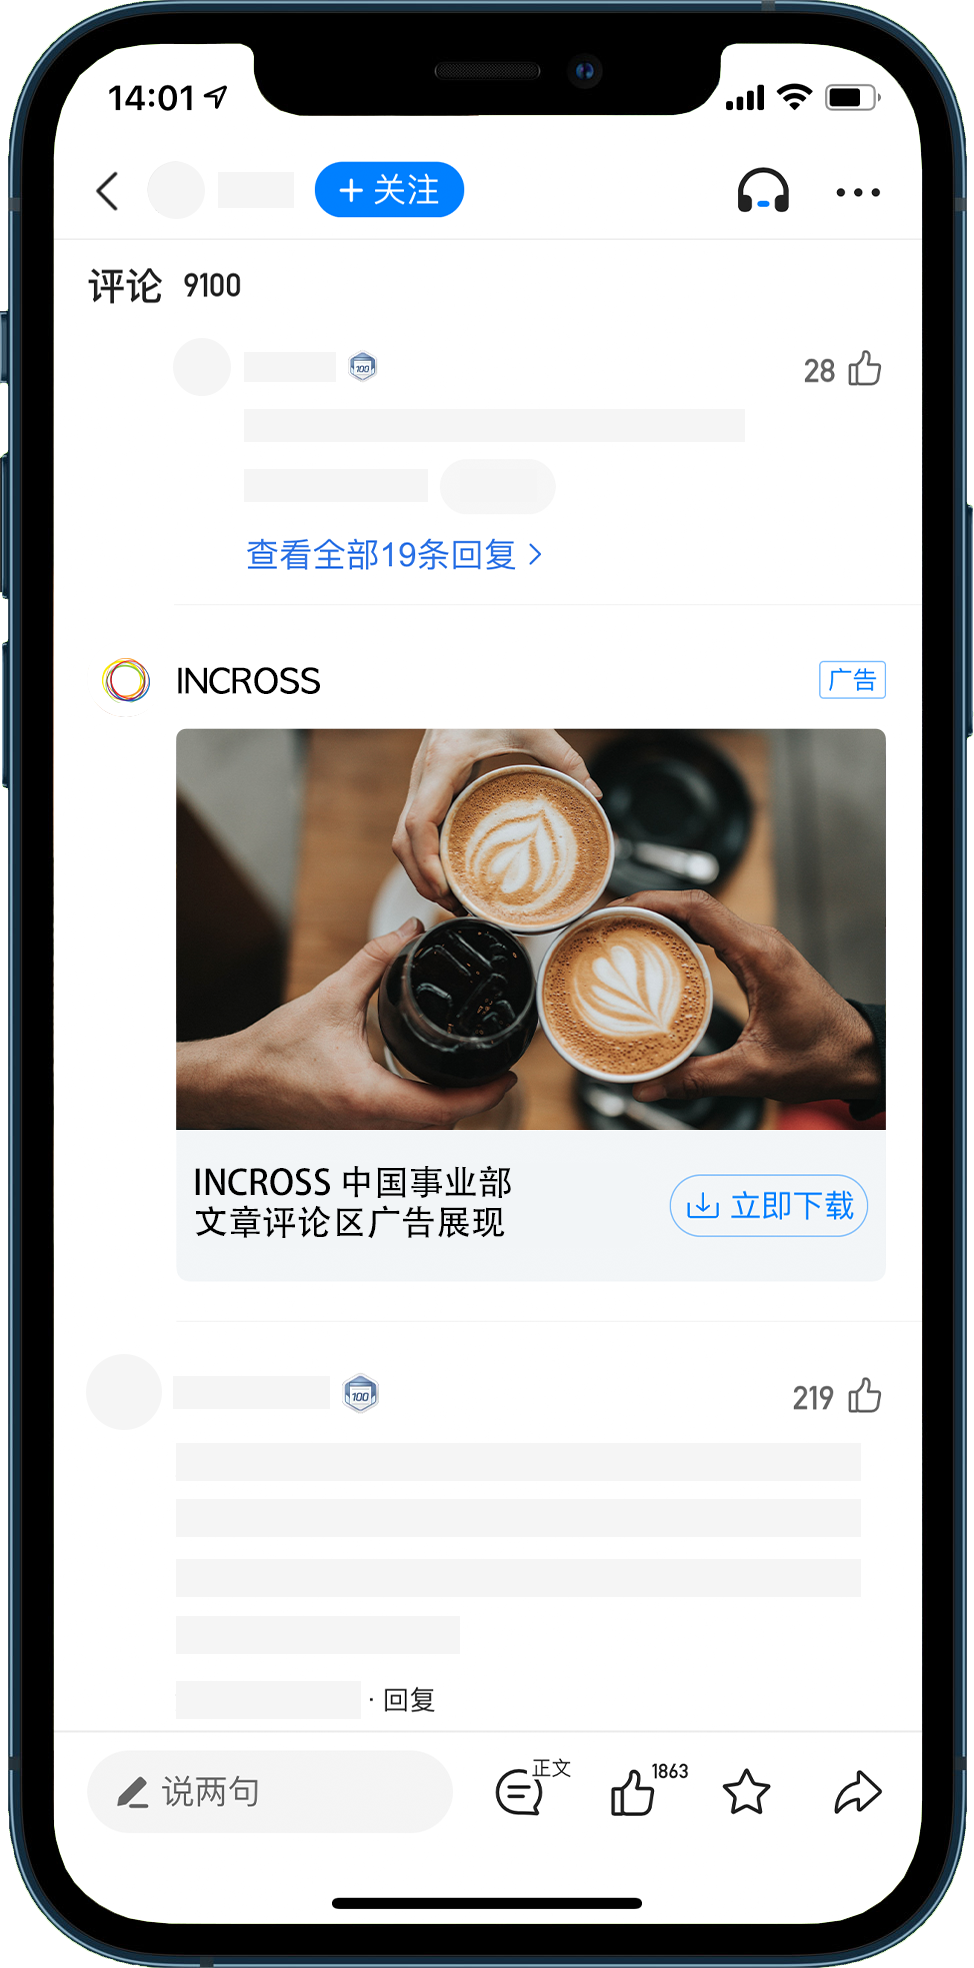 14:01
+ 关注
评论 9100
100
28
查看全部19条回复 >
INCROSS
广告
INCROSS 中国事业部
文章评论区广告展现
立即下载
100
219
· 回复
说两句
正文
1863